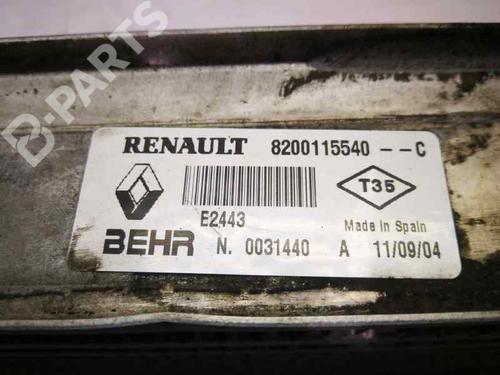 B-PARTS
RENAULT 8200115540 - - C
T35
E2443
Made in Spain
BEHR N. 0031440 A 11/09/04